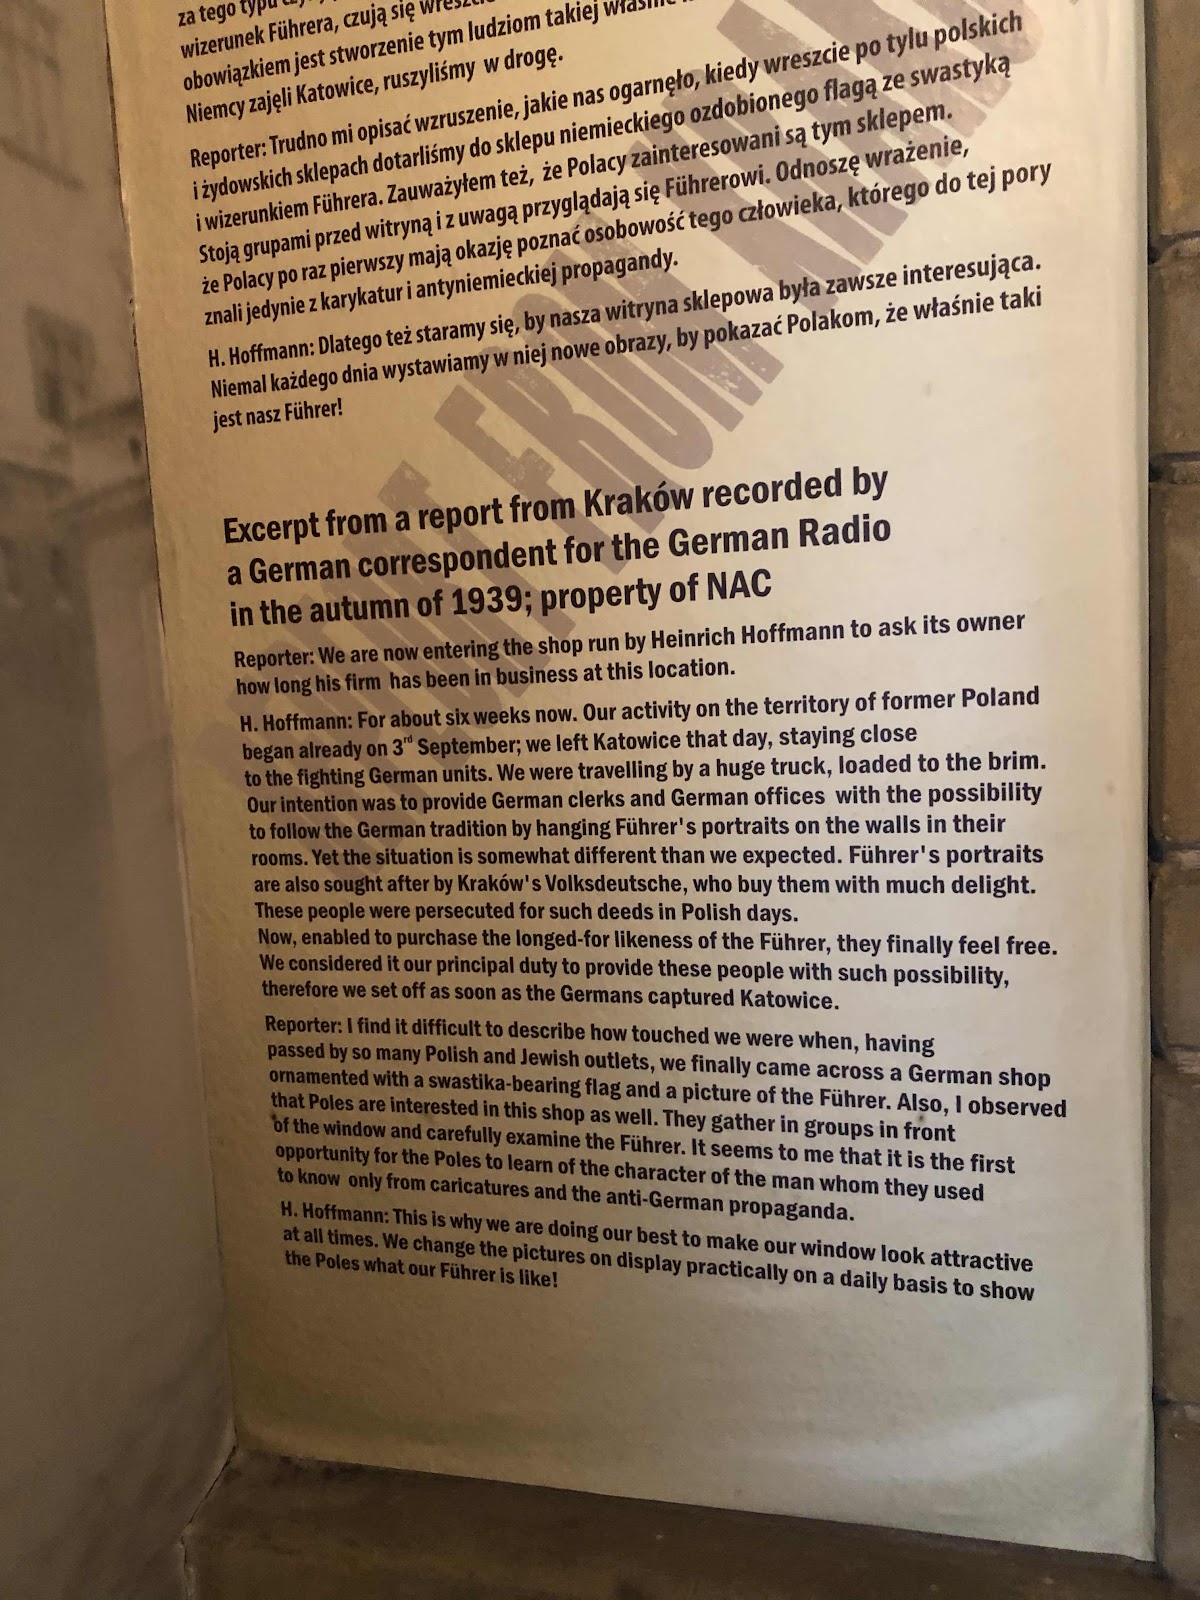 za tego typu
wizerunek Führera, czują się
obowiązkiem jest stworzenie tym ludziom takiej właśnie
Niemcy zajęli Katowice, ruszyliśmy w drogę.
Reporter: Trudno mi opisać wzruszenie, jakie nas ogarnęło, kiedy wreszcie po tylu polskich
i żydowskich sklepach dotarliśmy do sklepu niemieckiego ozdobionego flagą ze swastyką
i wizerunkiem Führera. Zauważyłem też, że Polacy zainteresowani są tym sklepem.
Stoją grupami przed witryną i z uwagą przyglądają się Führerowi. Odnoszę wrażenie,
że Polacy po raz pierwszy mają okazję poznać osobowość tego człowieka, którego do tej pory
znali jedynie z karykatur i antyniemieckiej propagandy.
H. Hoffmann: Dlatego też staramy się, by nasza witryna sklepowa była zawsze interesująca.
Niemal każdego dnia wystawiamy w niej nowe obrazy, by pokazać Polakom, że właśnie taki
jest nasz Führer!
Excerpt from a report from Kraków recorded by
a German correspondent for the German Radio
in the autumn of 1939; property of NAC
Reporter: We are now entering the shop run by Heinrich Hoffmann to ask its owner
how long his firm has been in business at this location.
H. Hoffmann: For about six weeks now. Our activity on the territory of former Poland
began already on 3rd September; we left Katowice that day, staying close
to the fighting German units. We were travelling by a huge truck, loaded to the brim.
Our intention was to provide German clerks and German offices with the possibility
to follow the German tradition by hanging Führer's portraits on the walls in their
rooms. Yet the situation is somewhat different than we expected. Führer's portraits
are also sought after by Kraków's Volksdeutsche, who buy them with much delight.
These people were persecuted for such deeds in Polish days.
Now, enabled to purchase the longed-for likeness of the Führer, they finally feel free.
We considered it our principal duty to provide these people with such possibility,
therefore we set off as soon as the Germans captured Katowice.
Reporter: I find it difficult to describe how touched we were when, having
passed by so many Polish and Jewish outlets, we finally came across a German shop
ornamented with a swastika-bearing flag and a picture of the Führer. Also, I observed
that Poles are interested in this shop as well. They gather in groups in front
of the window and carefully examine the Führer. It seems to me that it is the first
opportunity for the Poles to learn of the character of the man whom they used
to know only from caricatures and the anti-German propaganda.
H. Hoffmann: This is why we are doing our best to make our window look attractive
at all times. We change the pictures on display practically on a daily basis to show
the Poles what our Führer is like!